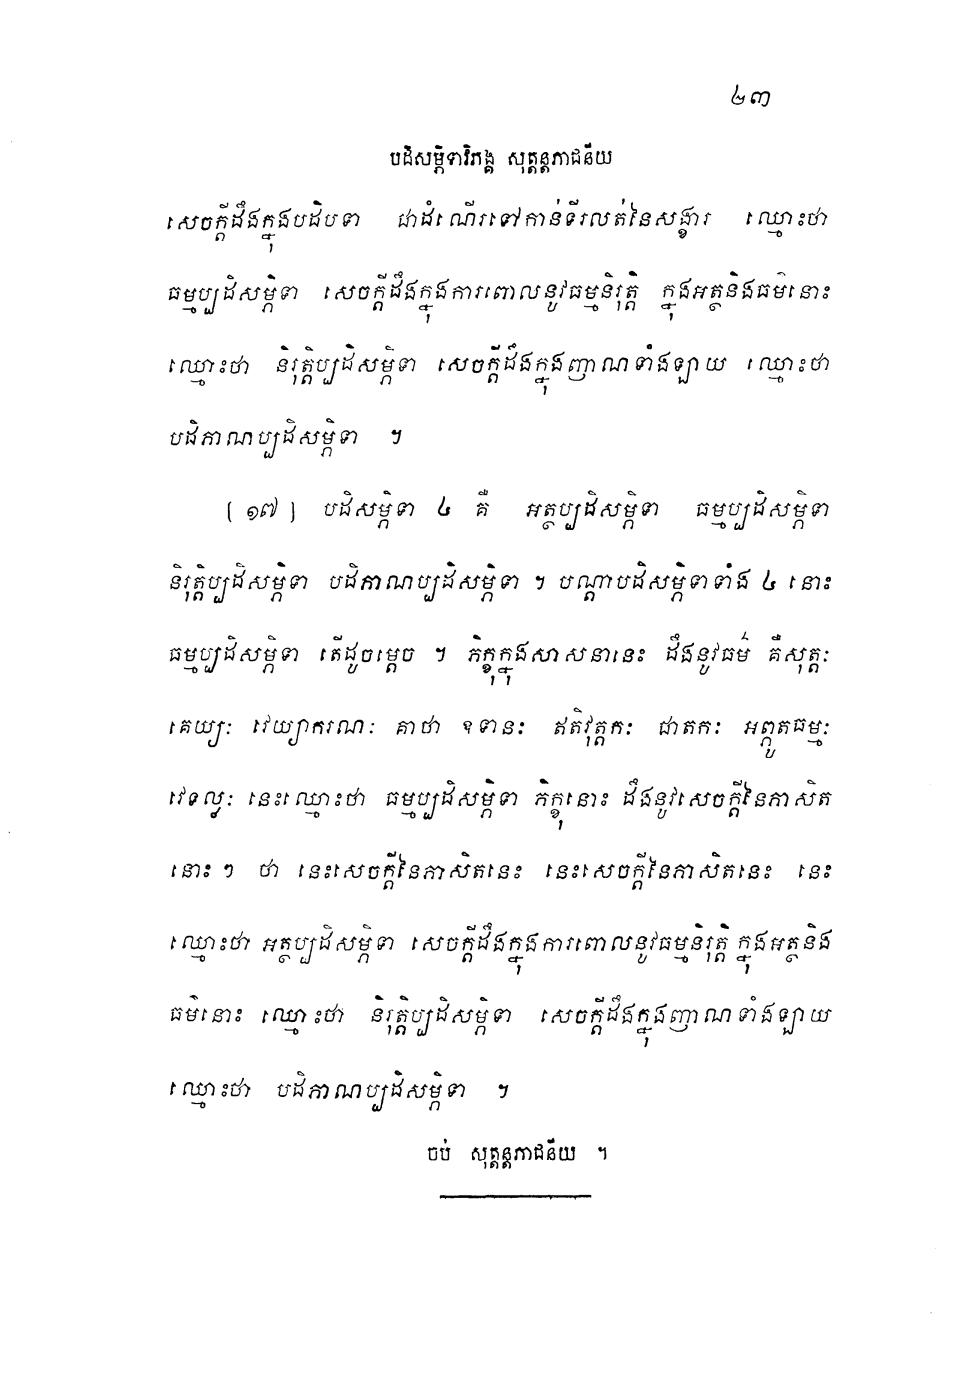 ៤៣
បដិសម្ភិទាវិភង្គ សុត្តន្តភាជនីយ
សេចក្តីដឹងក្នុងបដិបទា ជាដំណើរទៅកាន់ទីរលត់នៃសង្ខារ ឈ្មោះថា
ធម្មប្បដិសម្ភិទា សេចក្តីដឹងក្នុងការពោលនូវធម្មនិរុត្តិ ក្នុងអត្ថនិងធម៌នោះ
ឈ្មោះថា និរុត្តិប្បដិសម្ភិទា សេចក្តីដឹងក្នុងញាណទាំងឡាយ ឈ្មោះថា
បដិភាណប្បដិសម្ភិទា ។
[ ១៧ ] បដិសម្ភិទា ៤ គឺ អត្ថប្បដិសម្ភិទា ធម្មប្បដិសម្ភិទា
និរុត្តិប្បដិសម្ភិទា បដិភាណប្បដិសម្ភិទា ។ បណ្តាបដិសម្ភិទាទាំង ៤ នោះ
ធម្មប្បដិសម្ភិទា តើដូចម្តេច ។ ភិក្ខុក្នុងសាសនានេះ ដឹងនូវធម៌ គឺសុត្តៈ
គេយ្យៈ វេយ្យាករណៈ គាថា ឧទានៈ ឥតិវុត្តកៈ ជាតកៈ អព្ភូតធម្មៈ
វេទល្លៈ នេះឈ្មោះថា ធម្មប្បដិសម្ភិទា ភិក្ខុនោះ ដឹងនូវសេចក្តីនៃភាសិត
នោះ ៗ ថា នេះសេចក្តីនៃភាសិតនេះ នេះសេចក្តីនៃភាសិតនេះ នេះ
ឈ្មោះថា អត្ថប្បដិសម្ភិទា សេចក្តីដឹងក្នុងការពោលនូវធម្មនិរុត្តិ ក្នុងអត្ថនិង
ធម៌នោះ ឈ្មោះថា និរុត្តិប្បដិសម្ភិទា សេចក្តីដឹងក្នុងញាណទាំងឡាយ
ឈ្មោះថា បដិភាណប្បដិសម្ភិទា ។
ចប់ សុត្តន្តភាជនីយ ។